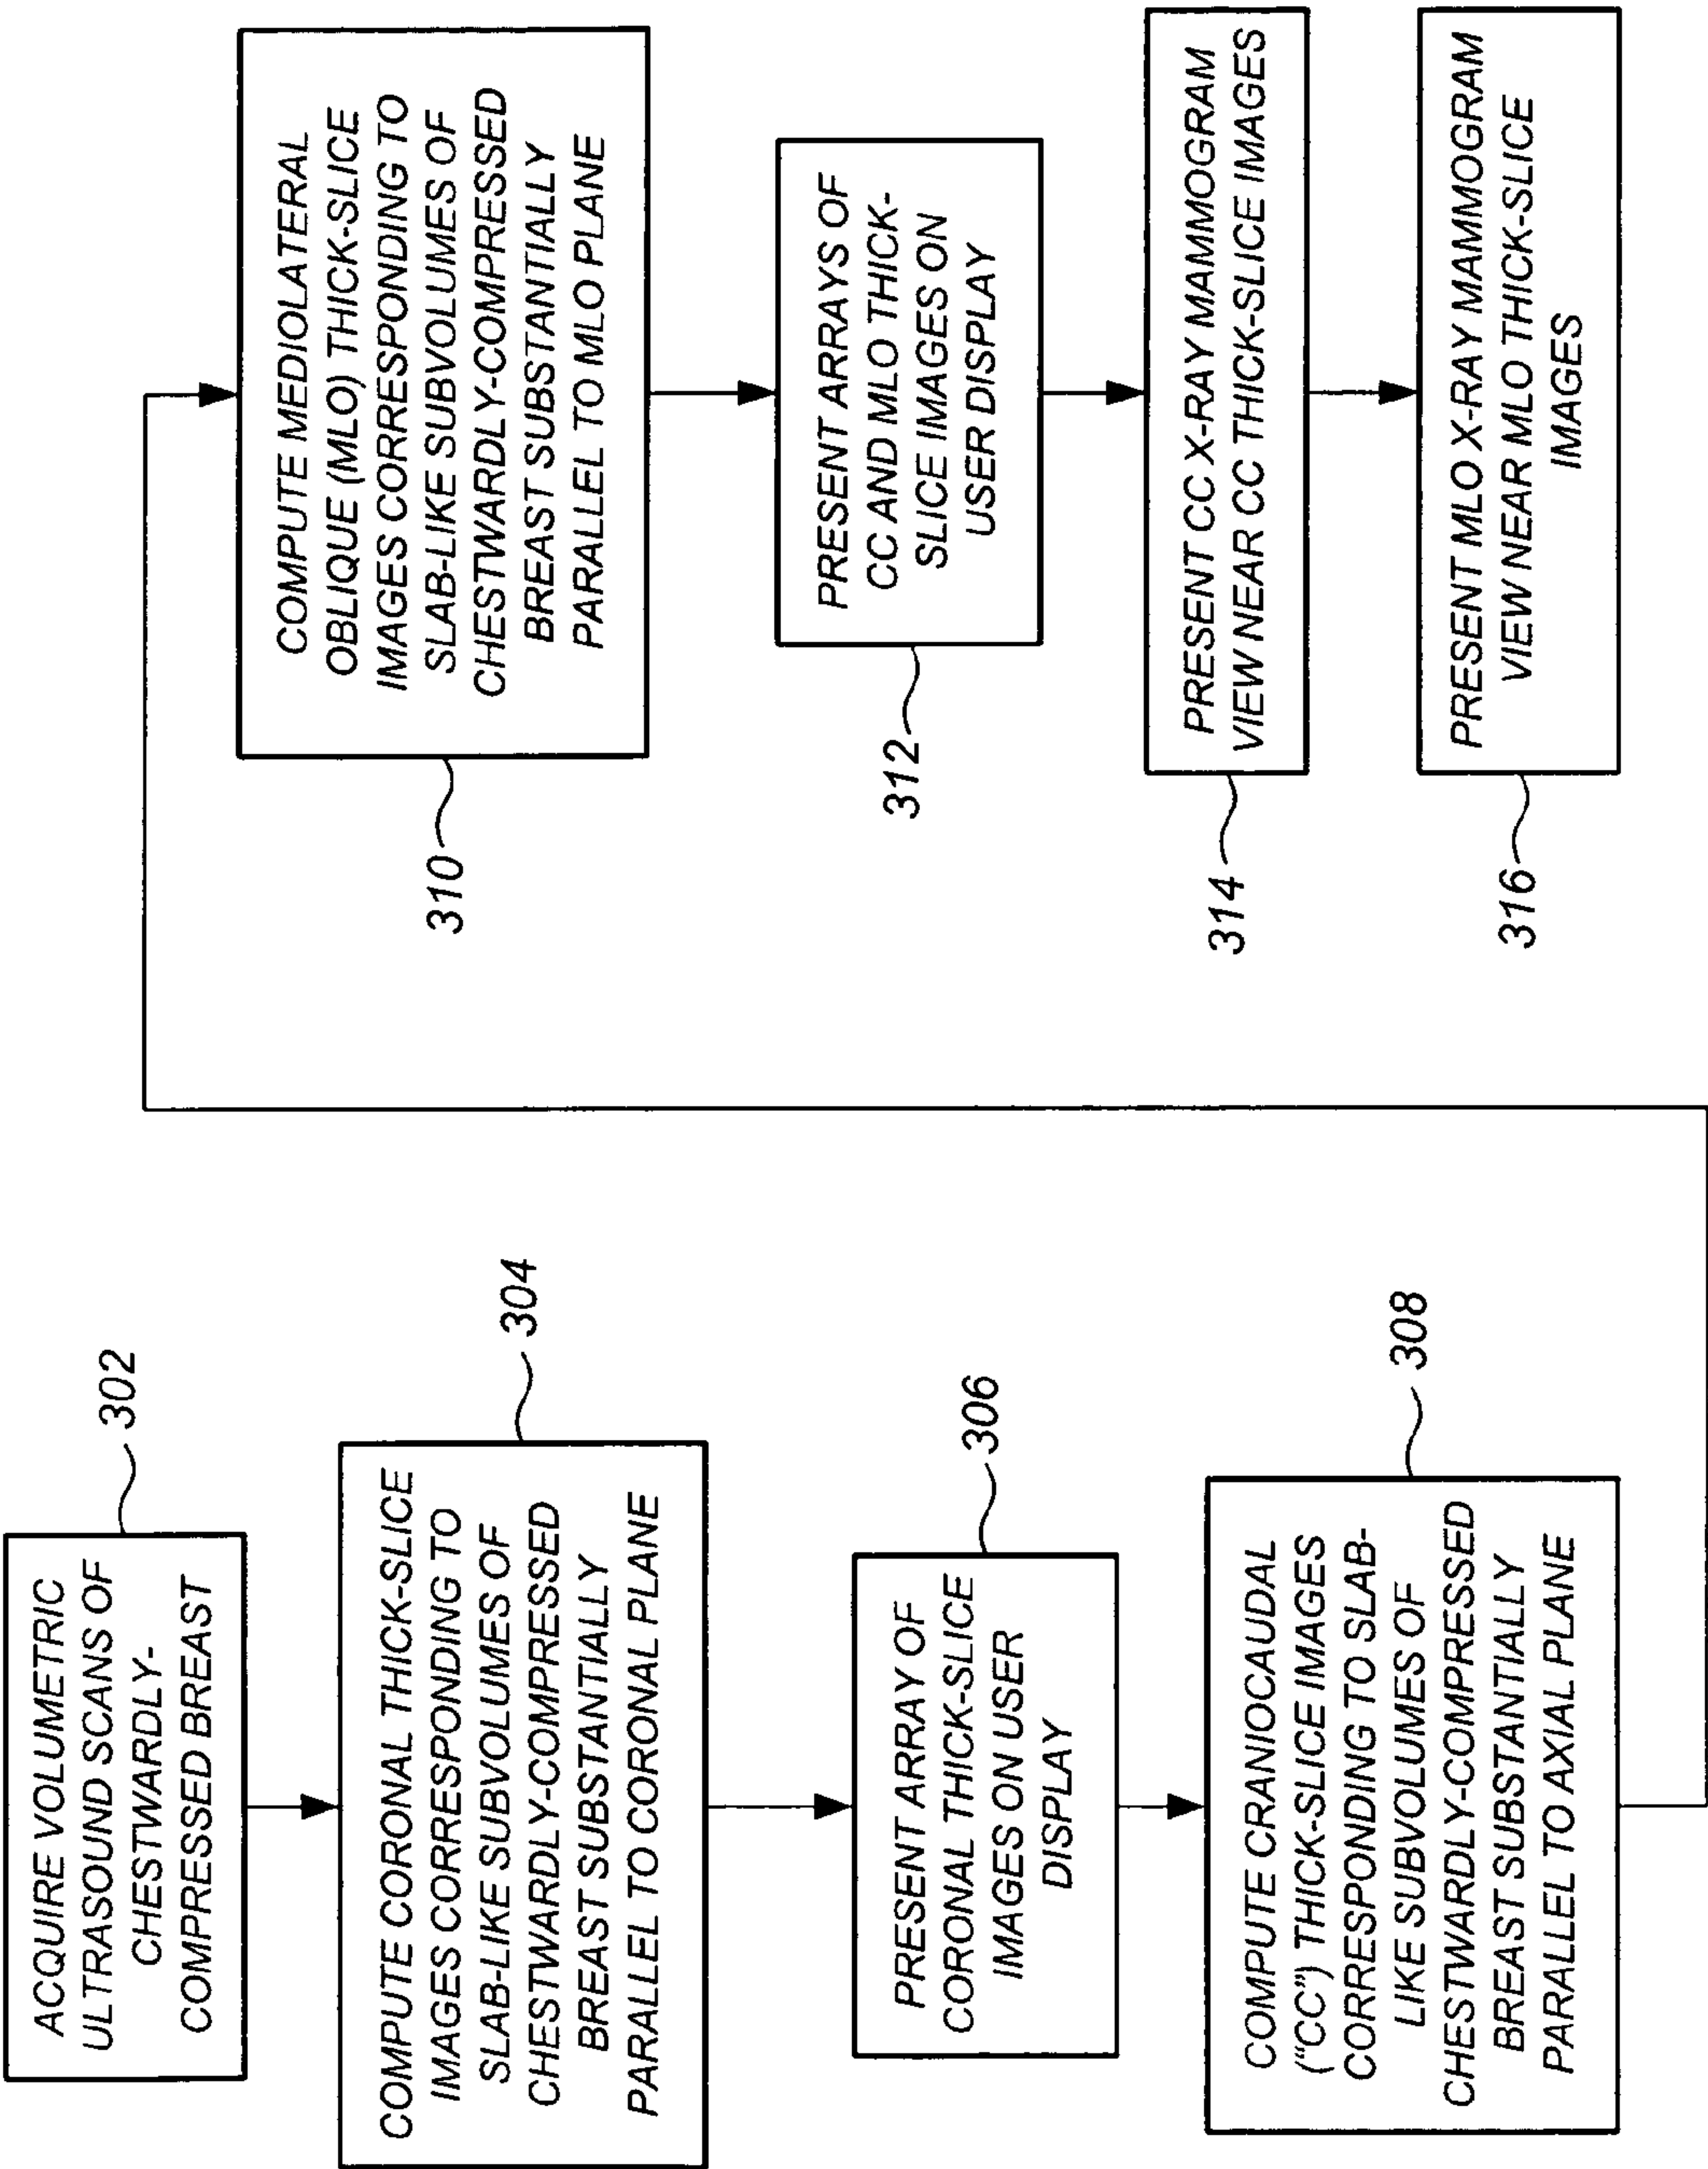 302
ACQUIRE VOLUMETRIC
ULTRASOUND SCANS OF
CHESTWARDLY-
COMPRESSED BREAST
304
COMPUTE CORONAL THICK-SLICE
IMAGES CORRESPONDING TO
SLAB-LIKE SUBVOLUMES OF
CHESTWARDLY-COMPRESSED
BREAST SUBSTANTIALLY
PARALLEL TO CORONAL PLANE
306
PRESENT ARRAY OF
CORONAL THICK-SLICE
IMAGES ON USER
DISPLAY
308
COMPUTE CRANIOCAUDAL
(“CC”) THICK-SLICE IMAGES
CORRESPONDING TO SLAB-
LIKE SUBVOLUMES OF
CHESTWARDLY-COMPRESSED
BREAST SUBSTANTIALLY
PARALLEL TO AXIAL PLANE
310
COMPUTE MEDIOLATERAL
OBLIQUE (MLO) THICK-SLICE
IMAGES CORRESPONDING TO
SLAB-LIKE SUBVOLUMES OF
CHESTWARDLY-COMPRESSED
BREAST SUBSTANTIALLY
PARALLEL TO MLO PLANE
312
PRESENT ARRAYS OF
CC AND MLO THICK-
SLICE IMAGES ON
USER DISPLAY
314
PRESENT CC X-RAY MAMMOGRAM
VIEW NEAR CC THICK-SLICE IMAGES
316
PRESENT MLO X-RAY MAMMOGRAM
VIEW NEAR MLO THICK-SLICE
IMAGES